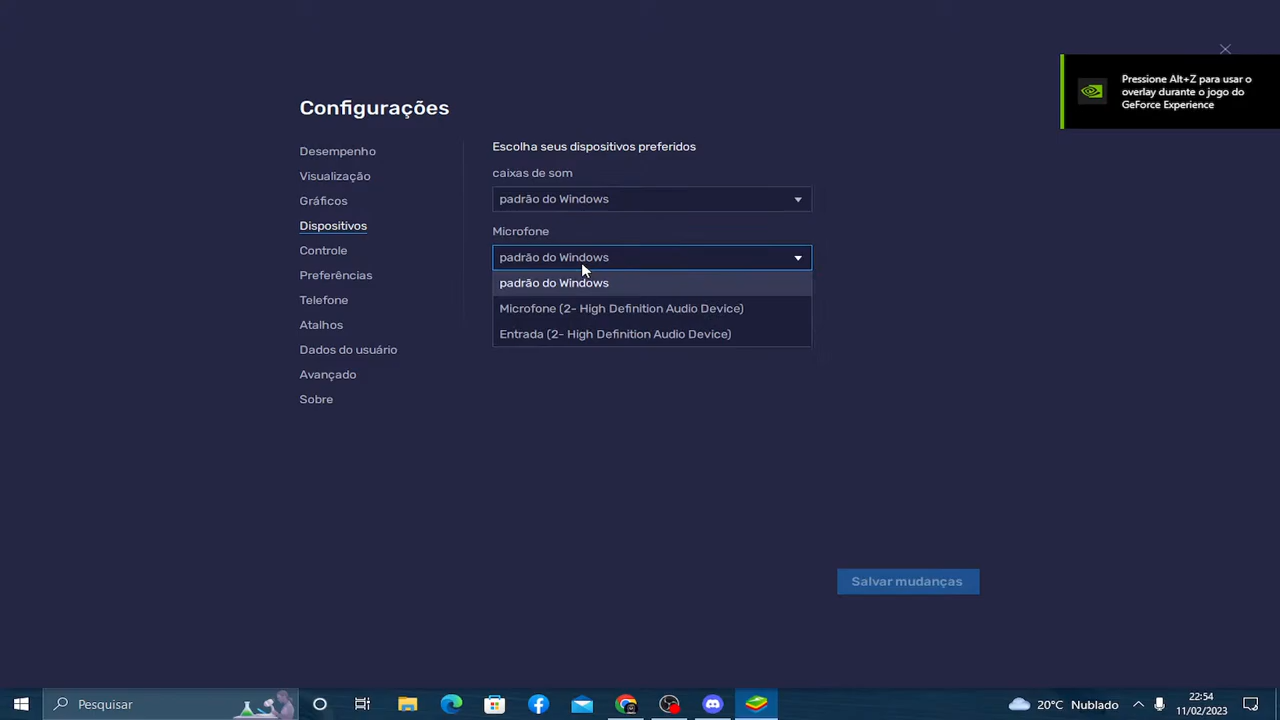 Pressione Alt+Z para usar o
overlay durante o jogo do
GeForce Experience
Configurações
Desempenho
Visualização
Gráficos
Dispositivos
Controle
Preferências
Telefone
Atalhos
Dados do usuário
Avançado
Sobre
Escolha seus dispositivos preferidos
caixas de som
padrão do Windows
Microfone
padrão do Windows
padrão do Windows
Microfone (2- High Definition Audio Device)
Entrada (2- High Definition Audio Device)
Salvar mudanças
Pesquisar
20°C Nublado
22:54
11/02/2023